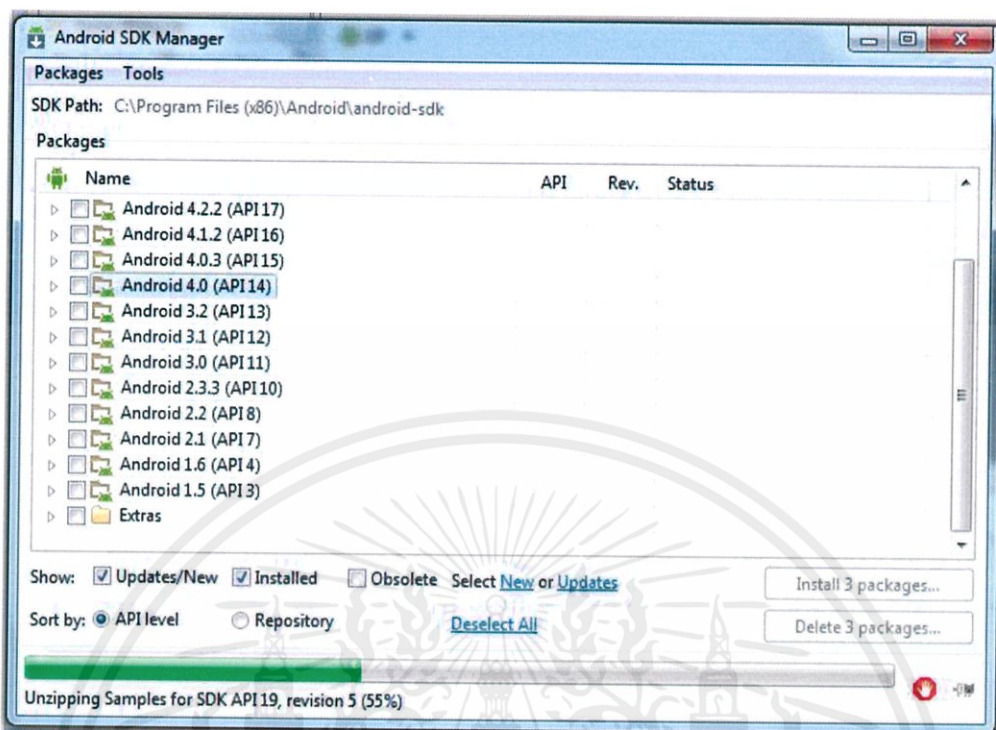 Android SDK Manager
Packages Tools
SDK Path: C:\Program Files (x86)\Android\android-sdk
Packages
Name API Rev. Status
Android 4.2.2 (API 17)
Android 4.1.2 (API 16)
Android 4.0.3 (API 15)
Android 4.0 (API 14)
Android 3.2 (API 13)
Android 3.1 (API 12)
Android 3.0 (API 11)
Android 2.3.3 (API 10)
Android 2.2 (API 8)
Android 2.1 (API 7)
Android 1.6 (API 4)
Android 1.5 (API 3)
Extras
Show: Updates/New Installed Obsolete Select New or Updates Install 3 packages...
Sort by: API level Repository Deselect All Delete 3 packages...
Unzipping Samples for SDK API 19, revision 5 (55%)